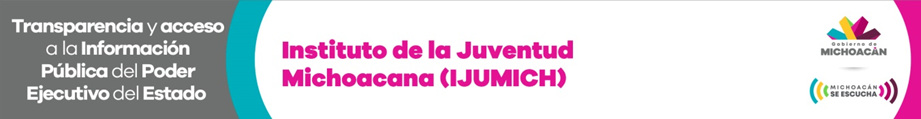 Transparencia y acceso
a la Información
Pública del Poder
Ejecutivo del Estado
Instituto de la Juventud
Michoacana (IJUMICH)
Gobierno de
MICHOACÁN
MICHOACÁN
SE ESCUCHA